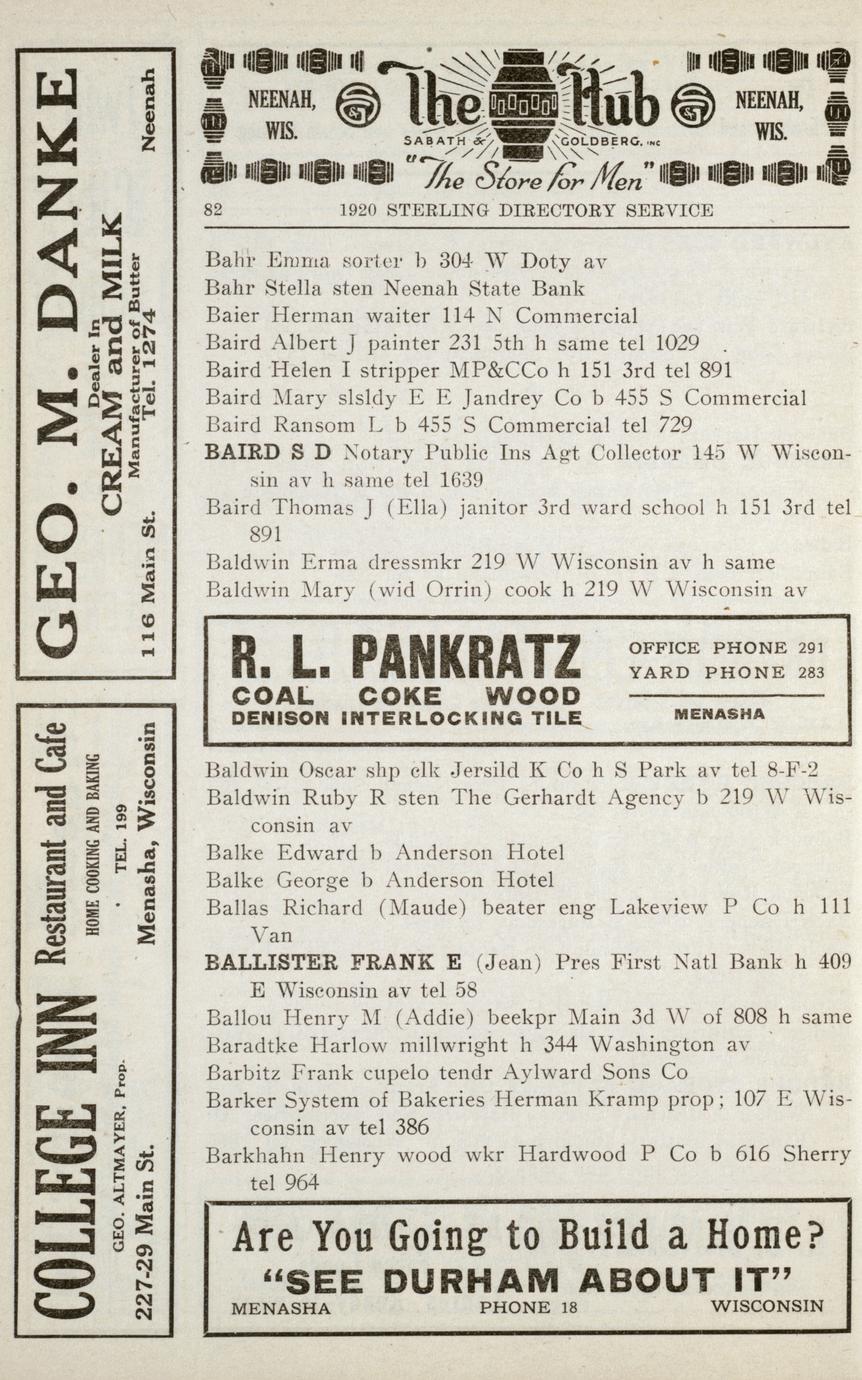 NEENAH,
WIS.
The Hub
NEENAH,
WIS.
SABATH & GOLDBERG, INC
"The Store for Men"
82 1920 STERLING DIRECTORY SERVICE
Bahr Emma sorter b 304 W Doty av
Bahr Stella sten Neenah State Bank
Baier Herman waiter 114 N Commercial
Baird Albert J painter 231 5th h same tel 1029
Baird Helen I stripper MP&CCo h 151 3rd tel 891
Baird Mary slsldy E E Jandrey Co b 455 S Commercial
Baird Ransom L b 455 S Commercial tel 729
BAIRD S D Notary Public Ins Agt Collector 145 W Wiscon-
sin av h same tel 1639
Baird Thomas J (Ella) janitor 3rd ward school h 151 3rd tel
891
Baldwin Erma dressmkr 219 W Wisconsin av h same
Baldwin Mary (wid Orrin) cook h 219 W Wisconsin av
R. L. PANKRATZ
COAL COKE WOOD
DENISON INTERLOCKING TILE
OFFICE PHONE 291
YARD PHONE 283
MENASHA
Baldwin Oscar shp clk Jersild K Co h S Park av tel 8-F-2
Baldwin Ruby R sten The Gerhardt Agency b 219 W Wis-
consin av
Balke Edward b Anderson Hotel
Balke George b Anderson Hotel
Ballas Richard (Maude) beater eng Lakeview P Co h 111
Van
BALLISTER FRANK E (Jean) Pres First Natl Bank h 409
E Wisconsin av tel 58
Ballou Henry M (Addie) beekpr Main 3d W of 808 h same
Baradtke Harlow millwright h 344 Washington av
Barbitz Frank cupelo tendr Aylward Sons Co
Barker System of Bakeries Herman Kramp prop; 107 E Wis-
consin av tel 386
Barkhahn Henry wood wkr Hardwood P Co b 616 Sherry
tel 964
Are You Going to Build a Home?
"SEE DURHAM ABOUT IT"
MENASHA PHONE 18 WISCONSIN
GEO. M. DANKE
Dealer In
CREAM and MILK
Manufacturer of Butter
Tel. 1274
116 Main St. Neenah
COLLEGE INN Restaurant and Cafe
HOME COOKING AND BAKING
GEO. ALTMAYER, Prop. TEL. 199
227-29 Main St. Menasha, Wisconsin